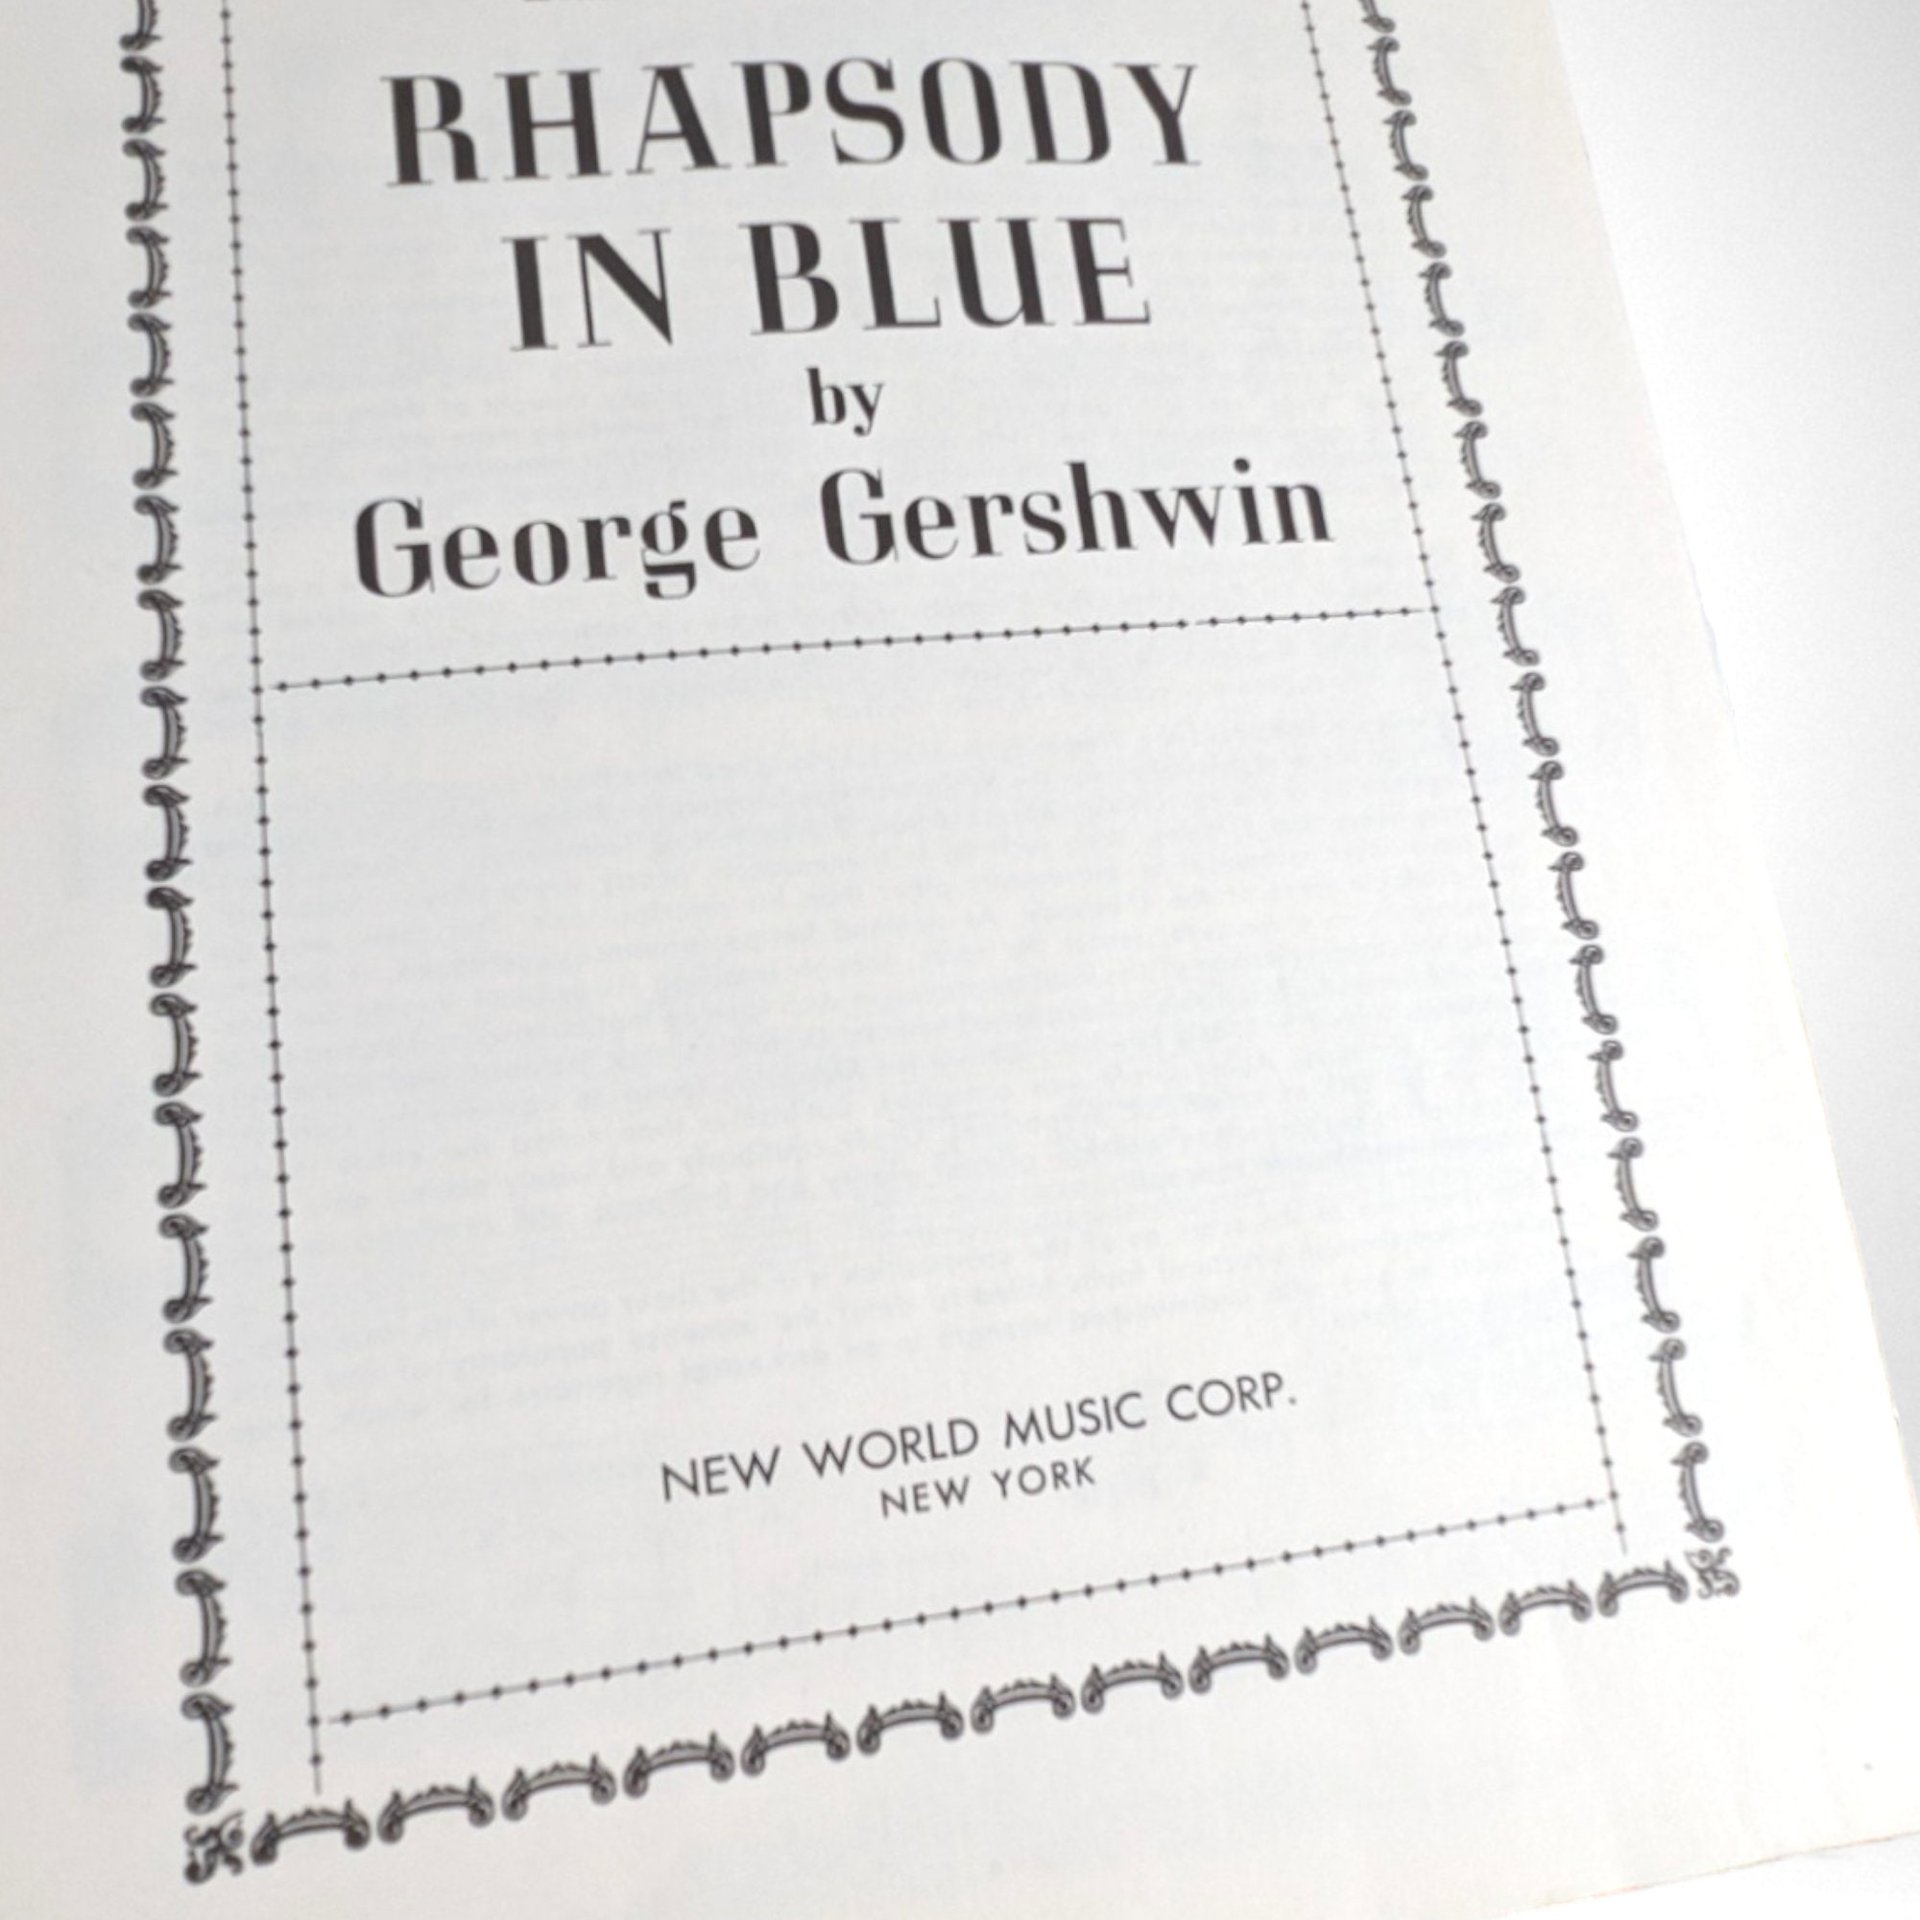 RHAPSODY
IN BLUE
by
George Gershwin
NEW WORLD MUSIC CORP.
NEW YORK